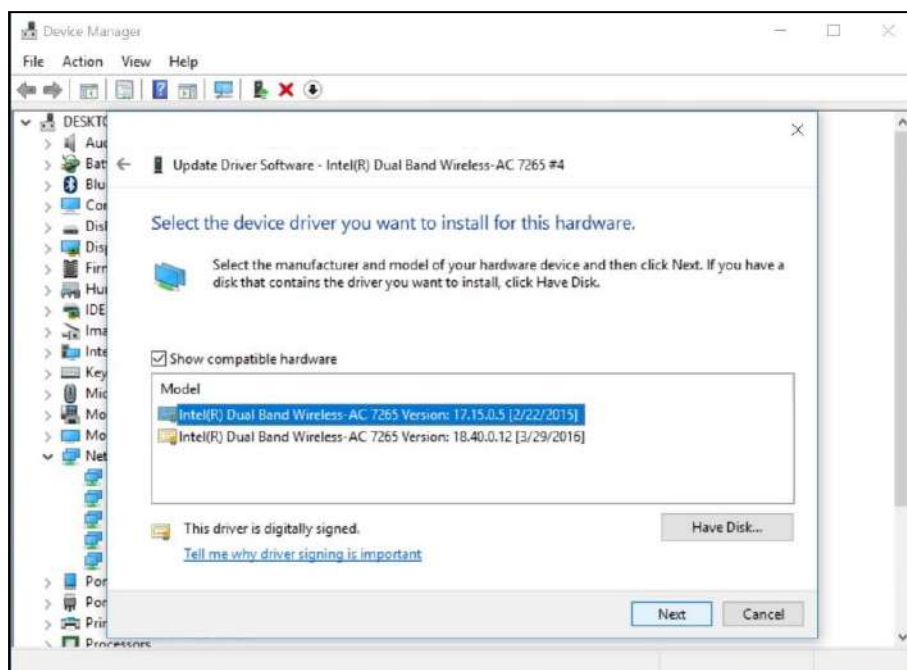 Device Manager
File Action View Help
DESKTO
Auc
Bat
Update Driver Software - Intel(R) Dual Band Wireless-AC 7265 #4
Blu
Cor
Disl
Select the device driver you want to install for this hardware.
Disp
Firr
Select the manufacturer and model of your hardware device and then click Next. If you have a
disk that contains the driver you want to install, click Have Disk.
Hur
IDE
Ima
Inte
Show compatible hardware
Key
Mic
Model
Mo
Intel(R) Dual Band Wireless-AC 7265 Version: 17.15.0.5 [2/22/2015]
Mo
Intel(R) Dual Band Wireless-AC 7265 Version: 18.40.0.12 [3/29/2016]
Net
This driver is digitally signed.
Have Disk...
Tell me why driver signing is important
Por
Por
Next
Cancel
Prir
Processors